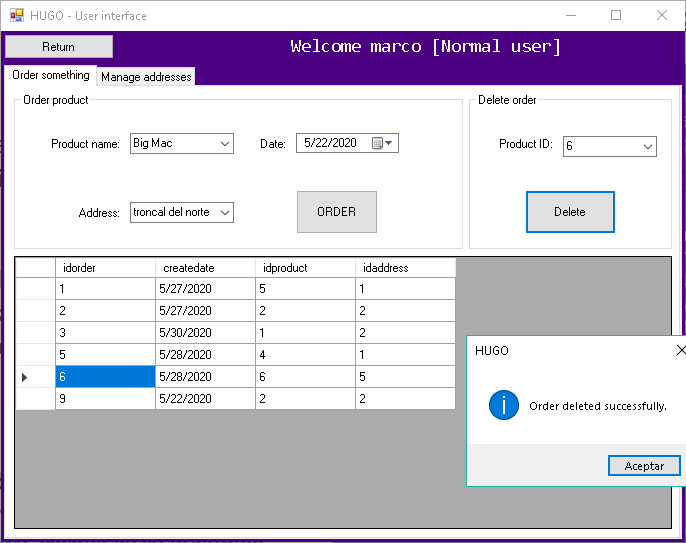 HUGO - User interface
Return
Welcome marco [Normal user]
Order something
Manage addresses
Order product
Product name: Big Mac
Date: 5/22/2020
Address: troncal del norte
ORDER
Delete order
Product ID: 6
Delete
idorder createdate idproduct idaddress
1 5/27/2020 5 1
2 5/27/2020 2 2
3 5/30/2020 1 2
5 5/28/2020 4 1
6 5/28/2020 6 5
9 5/22/2020 2 2
HUGO
Order deleted successfully.
Aceptar